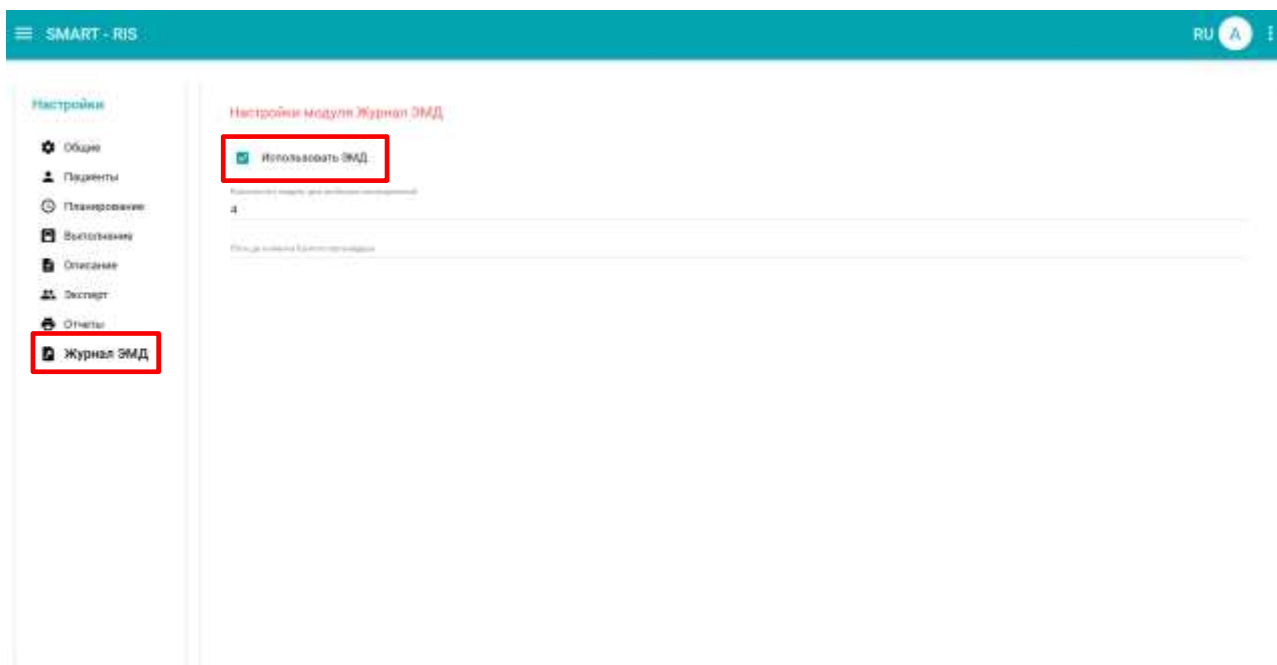 SMART - RIS
RU A
Настройки
Общие
Пациенты
Планирование
Выполнение
Описание
Эксперт
Отчеты
Журнал ЭМД
Настройки модуля Журнал ЭМД
Использовать ЭМД
4